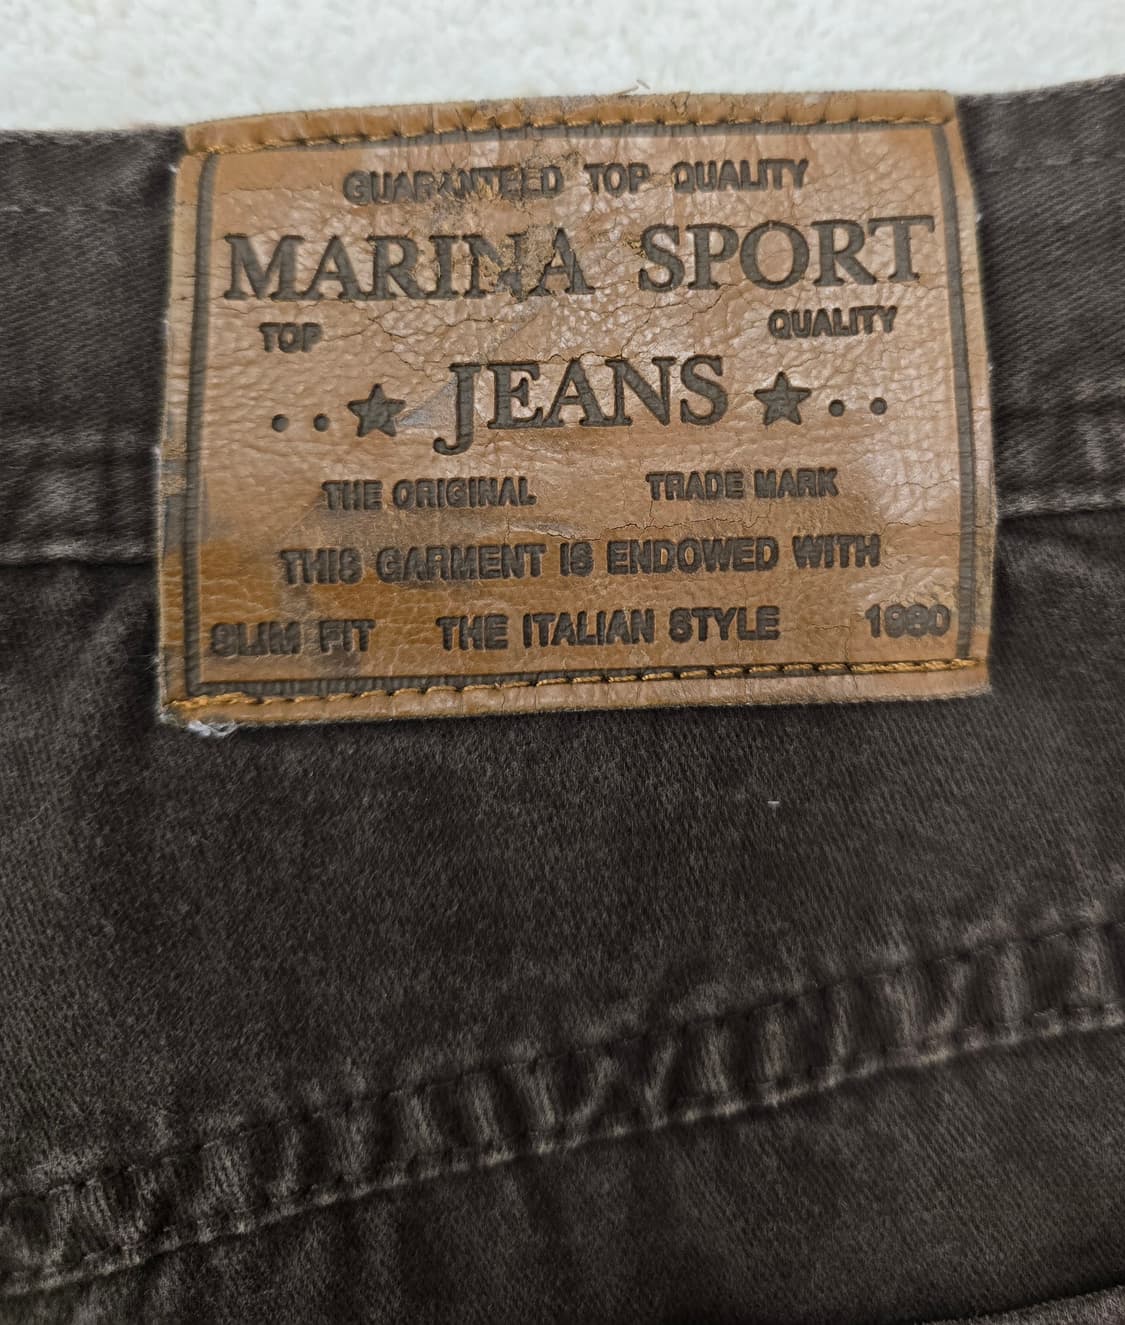 GUARANTEED TOP QUALITY
MARINA SPORT
TOP QUALITY
JEANS
THE ORIGINAL TRADE MARK
THIS GARMENT IS ENDOWED WITH
SLIM FIT THE ITALIAN STYLE 1980